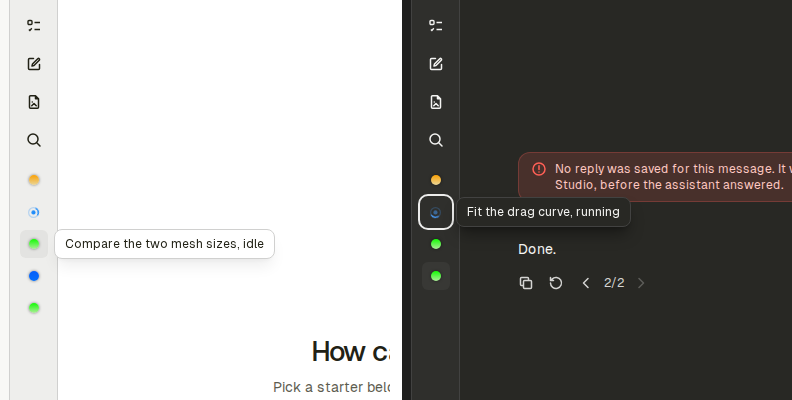 Compare the two mesh sizes, idle
How
Pick a starter
No reply was saved for this message. It
Studio, before the assistant answered.
Fit the drag curve, running
Done.
2/2